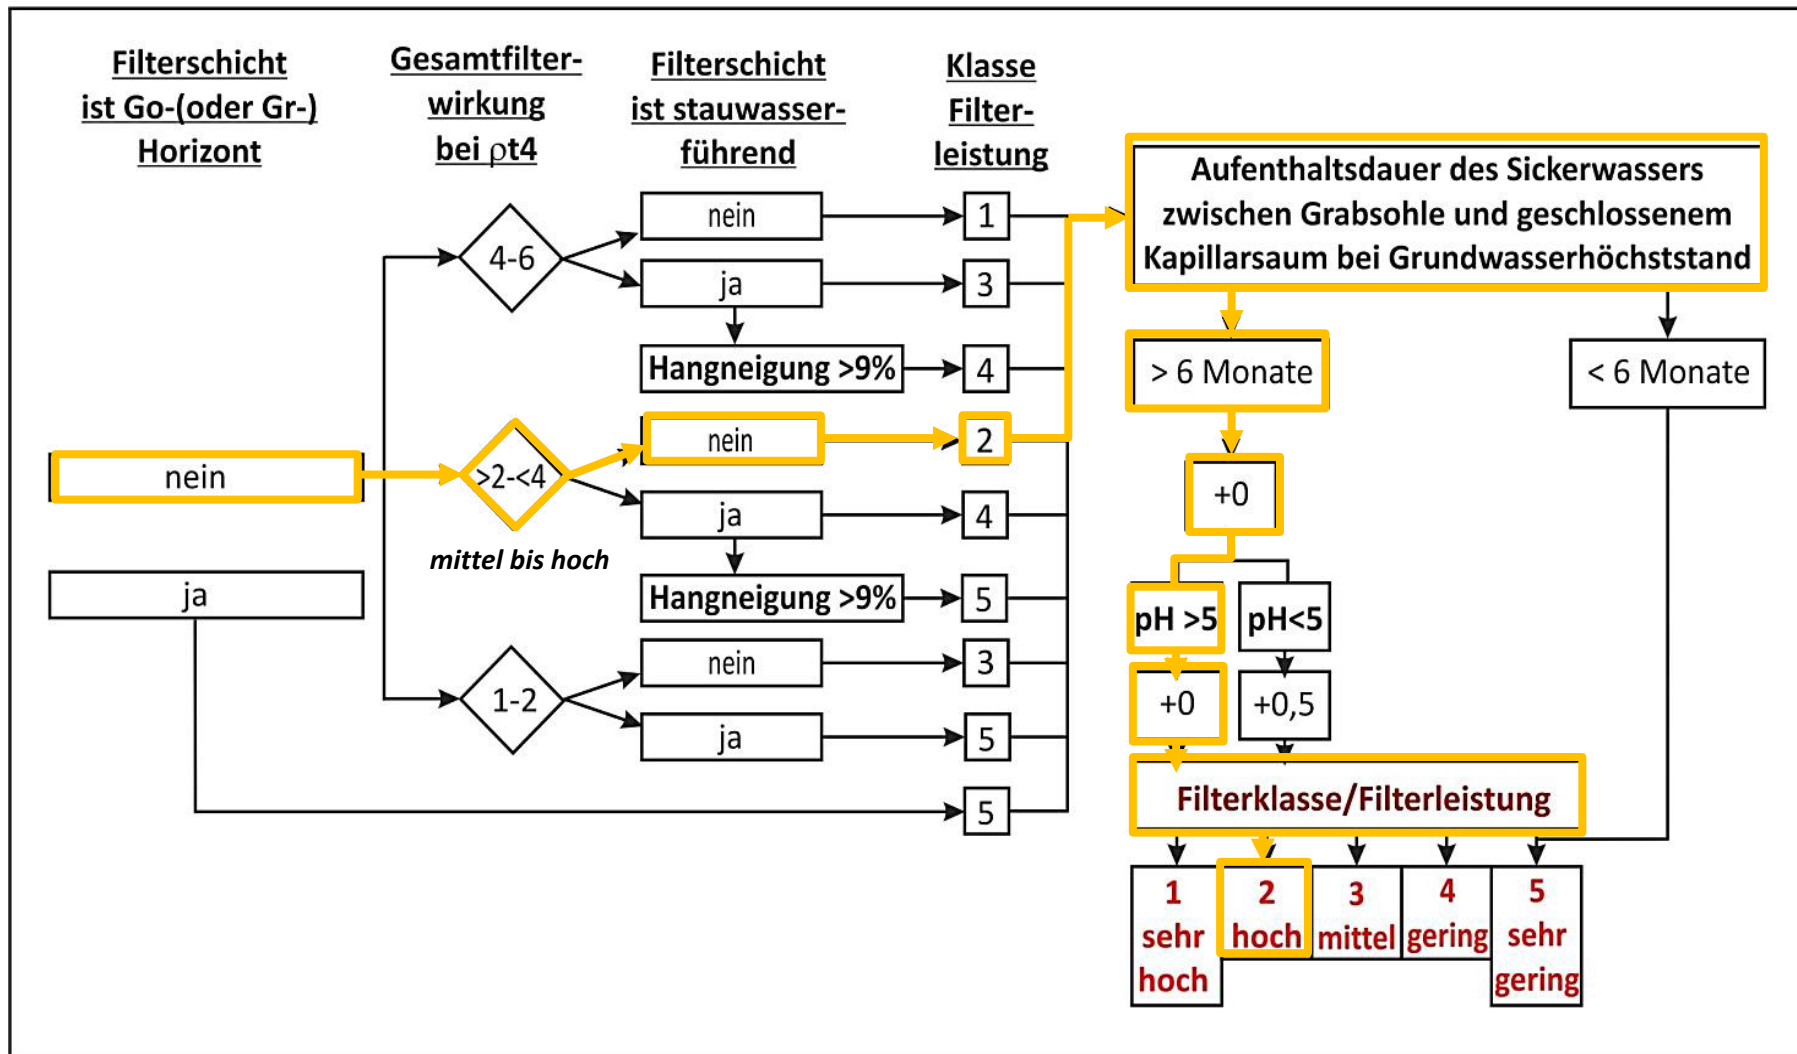 Filterschicht
ist Go-(oder Gr-)
Horizont
Gesamtfilter-
wirkung
bei ρt4
Filterschicht
ist stauwasser-
führend
Klasse
Filter-
leistung
Aufenthaltsdauer des Sickerwassers
zwischen Grabsohle und geschlossenem
Kapillarsaum bei Grundwasserhöchststand
nein
ja
4-6
>2-<4
mittel bis hoch
1-2
nein
ja
Hangneigung >9%
nein
ja
Hangneigung >9%
nein
ja
1
3
4
2
4
5
3
5
5
> 6 Monate
< 6 Monate
+0
pH >5
pH<5
+0
+0,5
Filterklasse/Filterleistung
1
sehr
hoch
2
hoch
3
mittel
4
gering
5
sehr
gering